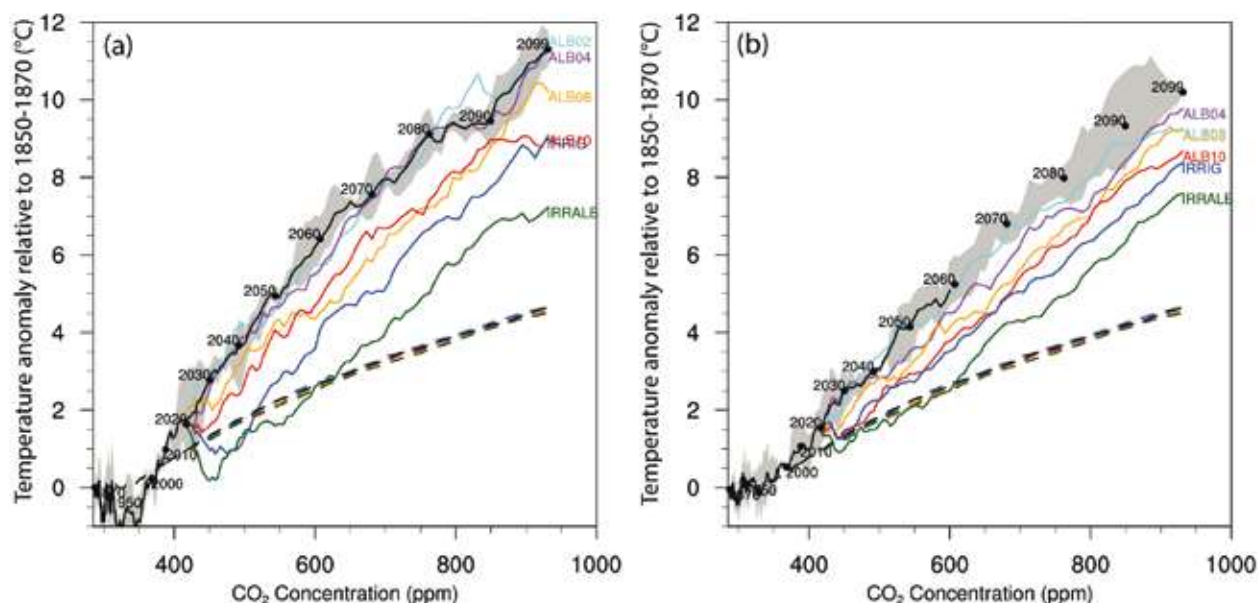 (a)
Temperature anomaly relative to 1850-1870 (°C)
12
10
8
6
4
2
0
2099
2090
2080
2070
2060
2050
2040
2030
2020
2010
2000
ALB02
ALB04
ALB08
ALB10
IRRIG
IRRALB
400
600
800
1000
CO₂ Concentration (ppm)
(b)
Temperature anomaly relative to 1850-1870 (°C)
12
10
8
6
4
2
0
2099
2090
2080
2070
2060
2050
2040
2030
2020
2010
2000
ALB04
ALB08
ALB10
IRRIG
IRRALB
400
600
800
1000
CO₂ Concentration (ppm)